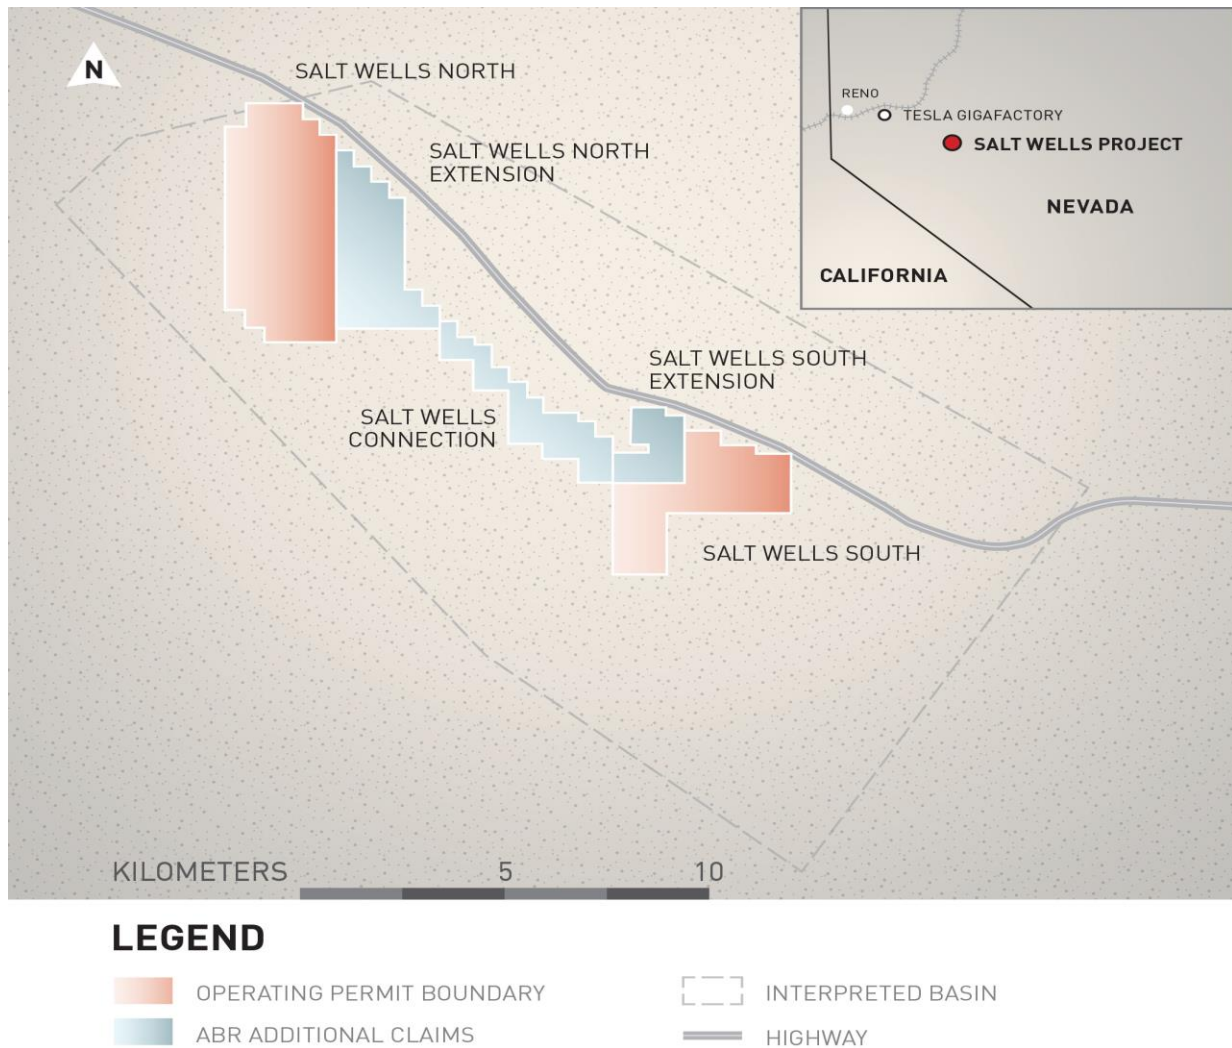 N
SALT WELLS NORTH
SALT WELLS NORTH
EXTENSION
SALT WELLS SOUTH
EXTENSION
SALT WELLS
CONNECTION
SALT WELLS SOUTH
RENO
TESLA GIGAFACTORY
SALT WELLS PROJECT
NEVADA
CALIFORNIA
KILOMETERS 5 10
LEGEND
OPERATING PERMIT BOUNDARY
ABR ADDITIONAL CLAIMS
INTERPRETED BASIN
HIGHWAY